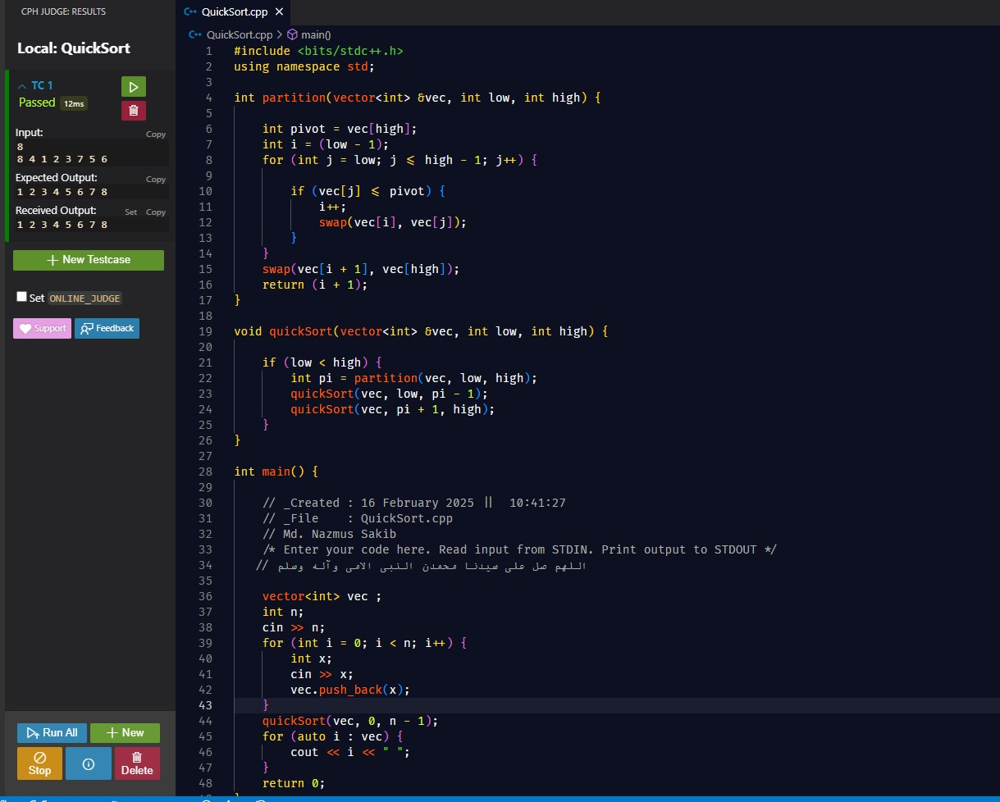 CPH JUDGE: RESULTS
Local: QuickSort
TC 1
Passed 12ms
Input: Copy
8
8 4 1 2 3 7 5 6
Expected Output: Copy
1 2 3 4 5 6 7 8
Received Output: Set Copy
1 2 3 4 5 6 7 8
+ New Testcase
Set ONLINE_JUDGE
Support Feedback
Run All + New
Stop Delete
C++ QuickSort.cpp ×
C++ QuickSort.cpp > main()
1 #include <bits/stdc++.h>
2 using namespace std;
3
4 int partition(vector<int> &vec, int low, int high) {
5
6     int pivot = vec[high];
7     int i = (low - 1);
8     for (int j = low; j <= high - 1; j++) {
9
10         if (vec[j] <= pivot) {
11             i++;
12             swap(vec[i], vec[j]);
13         }
14     }
15     swap(vec[i + 1], vec[high]);
16     return (i + 1);
17 }
18
19 void quickSort(vector<int> &vec, int low, int high) {
20
21     if (low < high) {
22         int pi = partition(vec, low, high);
23         quickSort(vec, low, pi - 1);
24         quickSort(vec, pi + 1, high);
25     }
26 }
27
28 int main() {
29
30     // _Created : 16 February 2025 ||  10:41:27
31     // _File    : QuickSort.cpp
32     // Md. Nazmus Sakib
33     /* Enter your code here. Read input from STDIN. Print output to STDOUT */
34    // اللهم صل على سيدنا محمدن النبى الامى وآله وسلم
35
36     vector<int> vec ;
37     int n;
38     cin >> n;
39     for (int i = 0; i < n; i++) {
40         int x;
41         cin >> x;
42         vec.push_back(x);
43     }
44     quickSort(vec, 0, n - 1);
45     for (auto i : vec) {
46         cout << i << " ";
47     }
48     return 0;